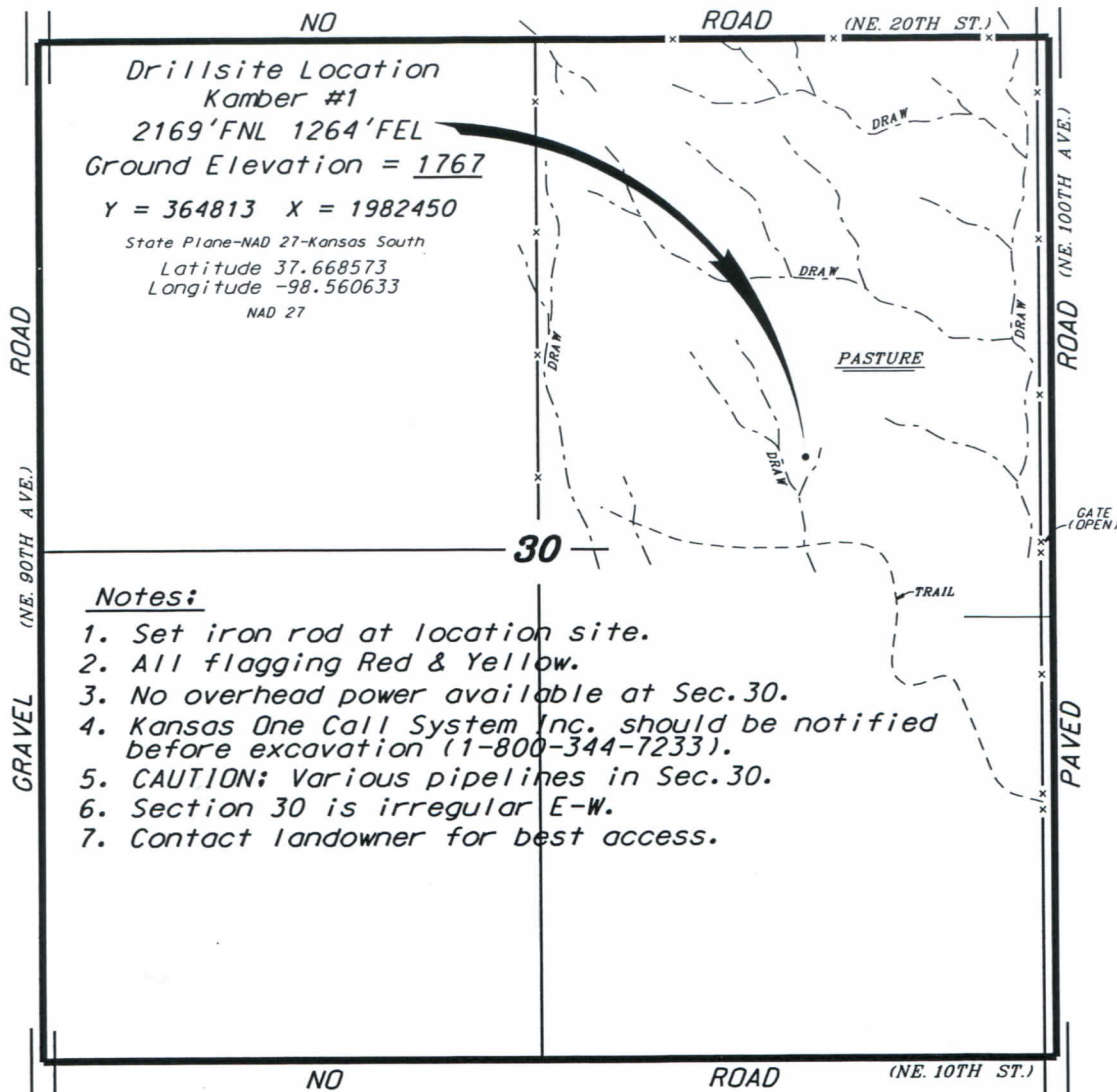 NO ROAD (NE. 20TH ST.)
Drillsite Location
Kamber #1
2169'FNL 1264'FEL
Ground Elevation = 1767
Y = 364813 X = 1982450
State Plane-NAD 27-Kansas South
Latitude 37.668573
Longitude -98.560633
NAD 27
DRAW
DRAW
DRAW
DRAW
DRAW
PASTURE
ROAD (NE. 100TH AVE.)
PAVED
GRAVEL (NE. 90TH AVE.) ROAD
GATE
(OPEN)
30
TRAIL
Notes:
1. Set iron rod at location site.
2. All flagging Red & Yellow.
3. No overhead power available at Sec.30.
4. Kansas One Call System Inc. should be notified
before excavation (1-800-344-7233).
5. CAUTION: Various pipelines in Sec.30.
6. Section 30 is irregular E-W.
7. Contact landowner for best access.
NO ROAD (NE. 10TH ST.)